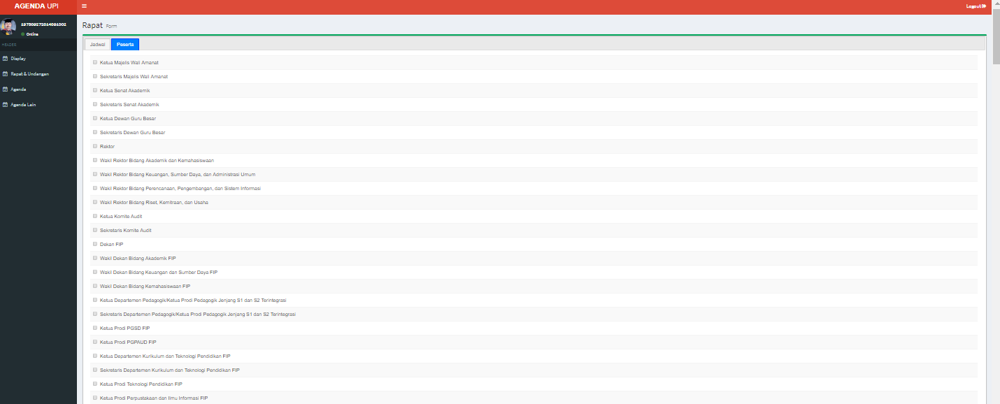 AGENDA UPI
Logout
197809272014091002
Online
HEADER
Display
Rapat & Undangan
Agenda
Agenda Lain
Rapat Form
Jadwal Peserta
Ketua Majelis Wali Amanat
Sekretaris Majelis Wali Amanat
Ketua Senat Akademik
Sekretaris Senat Akademik
Ketua Dewan Guru Besar
Sekretaris Dewan Guru Besar
Rektor
Wakil Rektor Bidang Akademik dan Kemahasiswaan
Wakil Rektor Bidang Keuangan, Sumber Daya, dan Administrasi Umum
Wakil Rektor Bidang Perencanaan, Pengembangan, dan Sistem Informasi
Wakil Rektor Bidang Riset, Kemitraan, dan Usaha
Ketua Komite Audit
Sekretaris Komite Audit
Dekan FIP
Wakil Dekan Bidang Akademik FIP
Wakil Dekan Bidang Keuangan dan Sumber Daya FIP
Wakil Dekan Bidang Kemahasiswaan FIP
Ketua Departemen Pedagogik/Ketua Prodi Pedagogik Jenjang S1 dan S2 Terintegrasi
Sekretaris Departemen Pedagogik/Ketua Prodi Pedagogik Jenjang S1 dan S2 Terintegrasi
Ketua Prodi PGSD FIP
Ketua Prodi PGPAUD FIP
Ketua Departemen Kurikulum dan Teknologi Pendidikan FIP
Sekretaris Departemen Kurikulum dan Teknologi Pendidikan FIP
Ketua Prodi Teknologi Pendidikan FIP
Ketua Prodi Perpustakaan dan Ilmu Informasi FIP